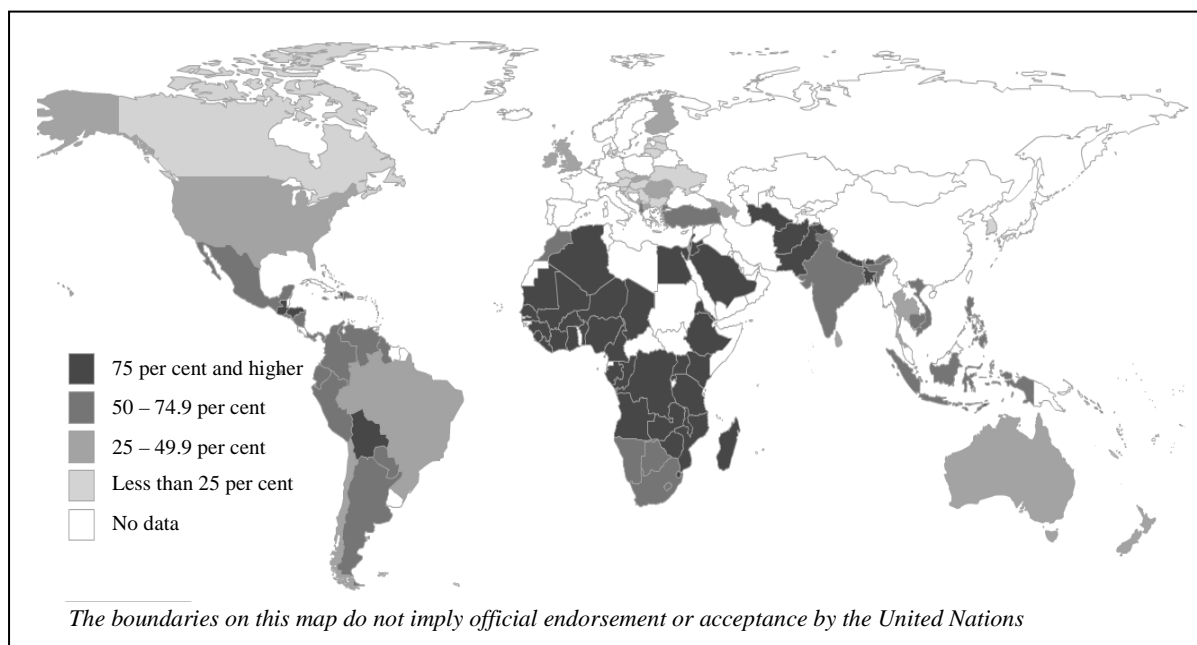 75 per cent and higher
50 – 74.9 per cent
25 – 49.9 per cent
Less than 25 per cent
No data
The boundaries on this map do not imply official endorsement or acceptance by the United Nations